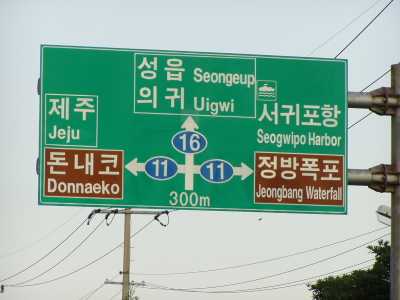 성읍 Seongeup
의귀 Uigwi
제주
Jeju
서귀포항
Seogwipo Harbor
16
돈내코
Donnaeko
11
11
정방폭포
Jeongbang Waterfall
300m